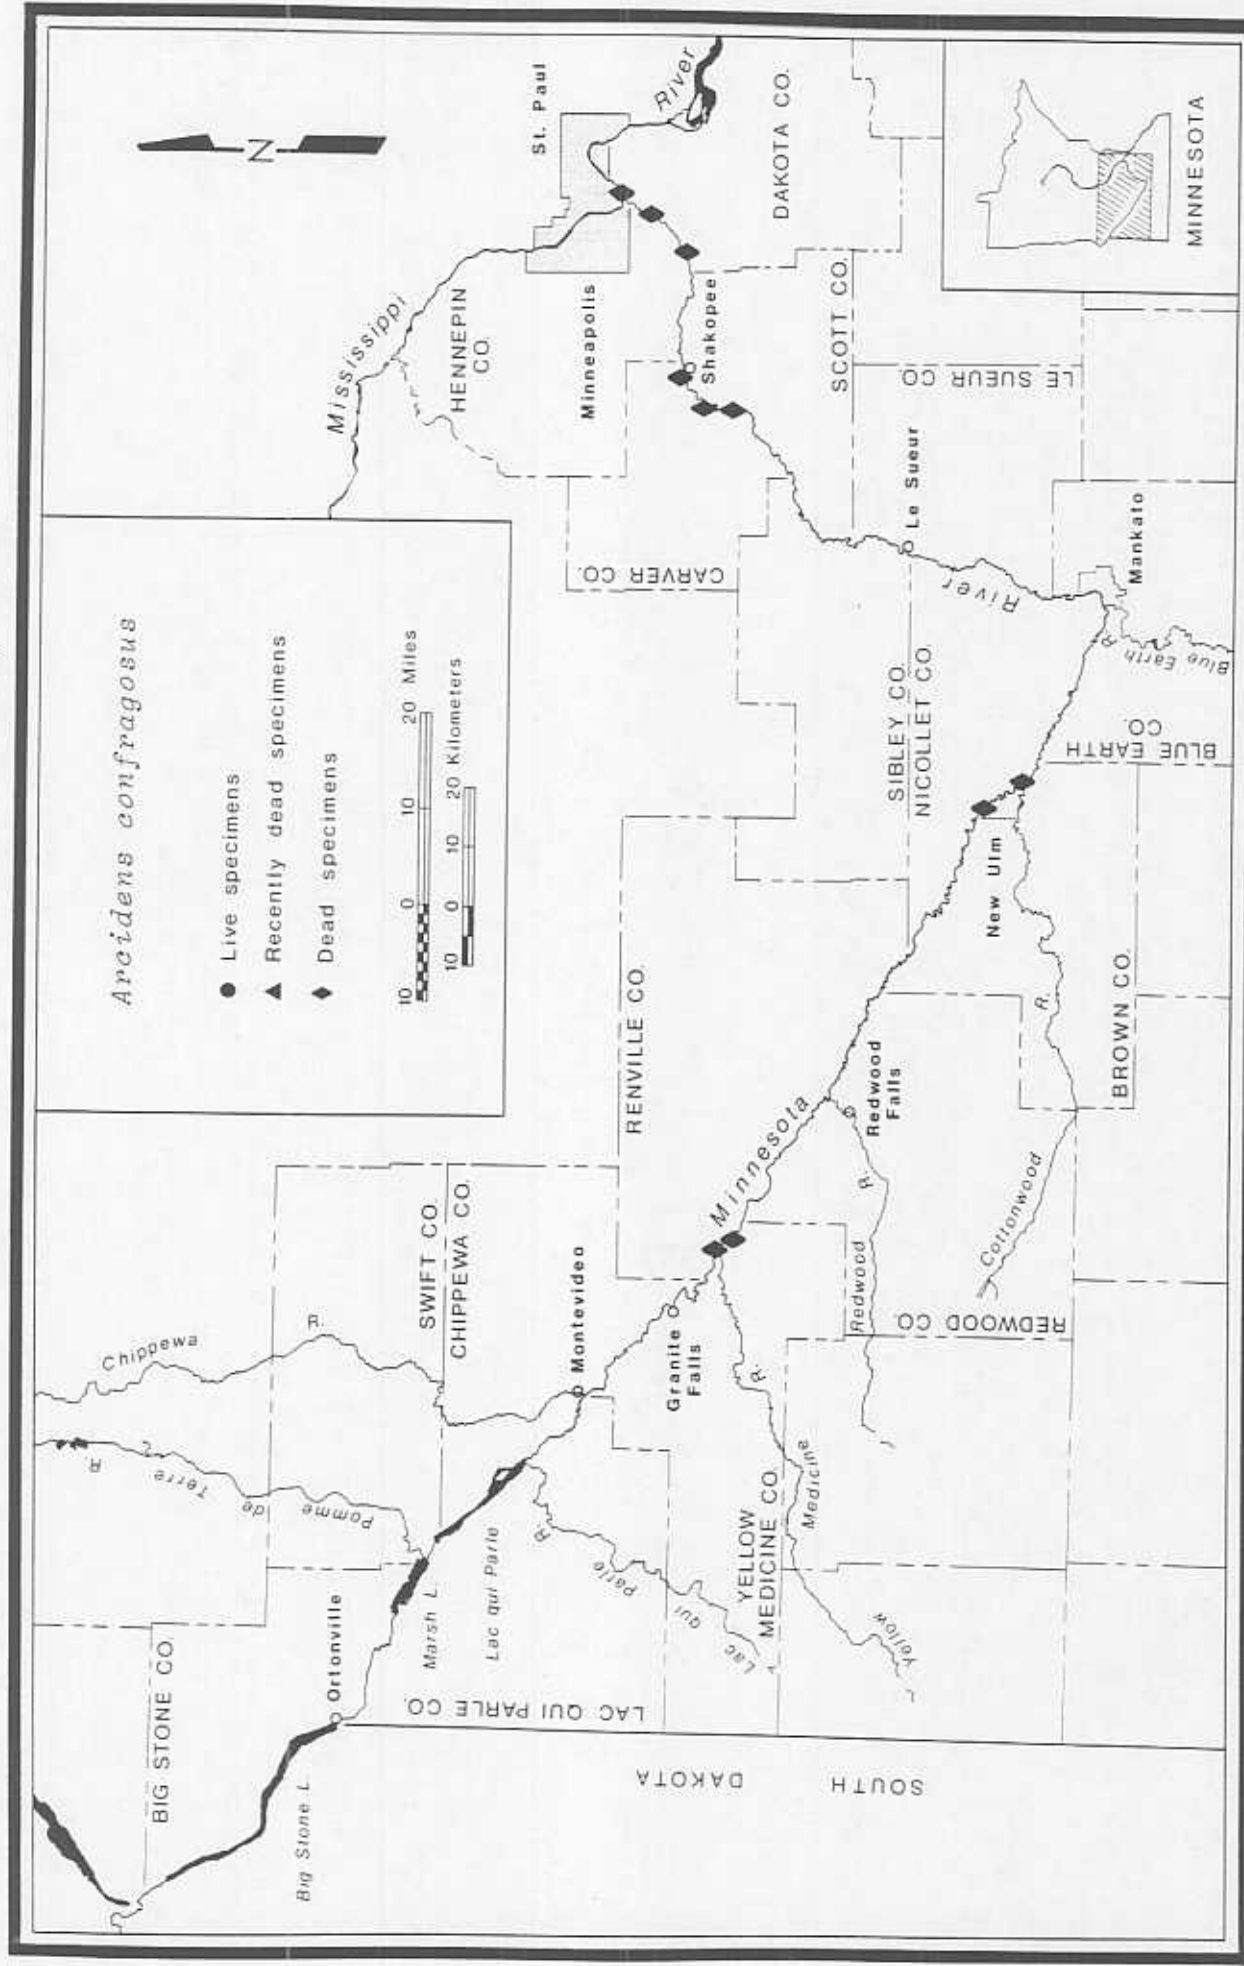 Arcidens confragosus
Live specimens
Recently dead specimens
Dead specimens
10 0 10 20 Miles
10 0 10 20 Kilometers
N
Mississippi
River
St. Paul
HENNEPIN
CO.
Minneapolis
DAKOTA CO.
Shakopee
SCOTT CO.
LE SUEUR CO.
CARVER CO.
Le Sueur
River
Mankato
Blue Earth
R.
BLUE EARTH
CO.
SIBLEY CO.
NICOLLET CO.
New Ulm
BROWN CO.
RENVILLE CO.
Minnesota
Redwood
Falls
Redwood
R.
Cottonwood
R.
REDWOOD CO.
SWIFT CO.
CHIPPEWA CO.
Chippewa
R.
Montevideo
Granite
Falls
Pomme
de
Terre
R.
Marsh L.
Lac qui Parle
Lac
qui
Parle
R.
YELLOW
MEDICINE CO.
Yellow
Medicine
R.
LAC QUI PARLE CO.
BIG STONE CO.
Ortonville
Big Stone L.
SOUTH
DAKOTA
MINNESOTA